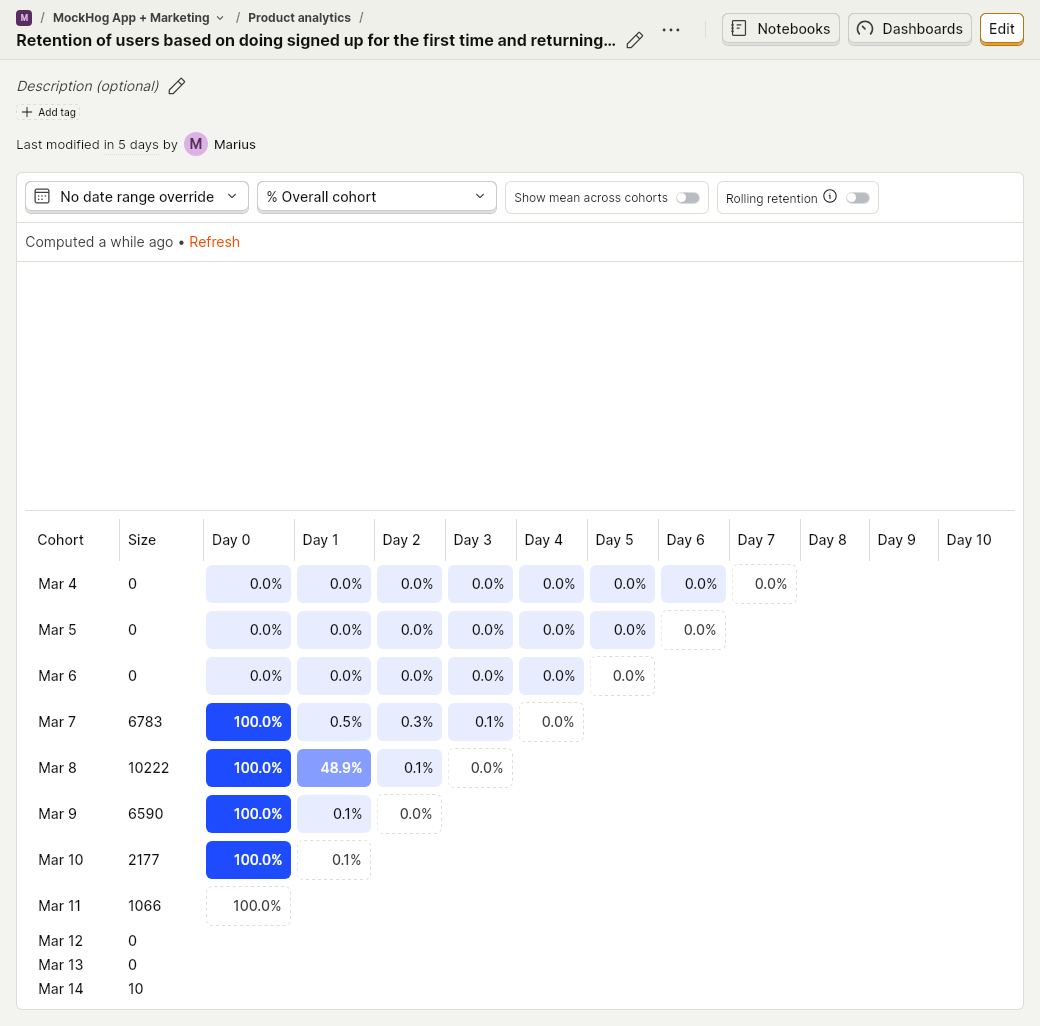 M / MockHog App + Marketing / Product analytics /
Retention of users based on doing signed up for the first time and returning...
Notebooks Dashboards Edit
Description (optional)
Add tag
Last modified in 5 days by M Marius
No date range override % Overall cohort Show mean across cohorts Rolling retention
Computed a while ago • Refresh
Cohort Size Day 0 Day 1 Day 2 Day 3 Day 4 Day 5 Day 6 Day 7 Day 8 Day 9 Day 10
Mar 4 0 0.0% 0.0% 0.0% 0.0% 0.0% 0.0% 0.0% 0.0%
Mar 5 0 0.0% 0.0% 0.0% 0.0% 0.0% 0.0% 0.0%
Mar 6 0 0.0% 0.0% 0.0% 0.0% 0.0% 0.0%
Mar 7 6783 100.0% 0.5% 0.3% 0.1% 0.0%
Mar 8 10222 100.0% 48.9% 0.1% 0.0%
Mar 9 6590 100.0% 0.1% 0.0%
Mar 10 2177 100.0% 0.1%
Mar 11 1066 100.0%
Mar 12 0
Mar 13 0
Mar 14 10